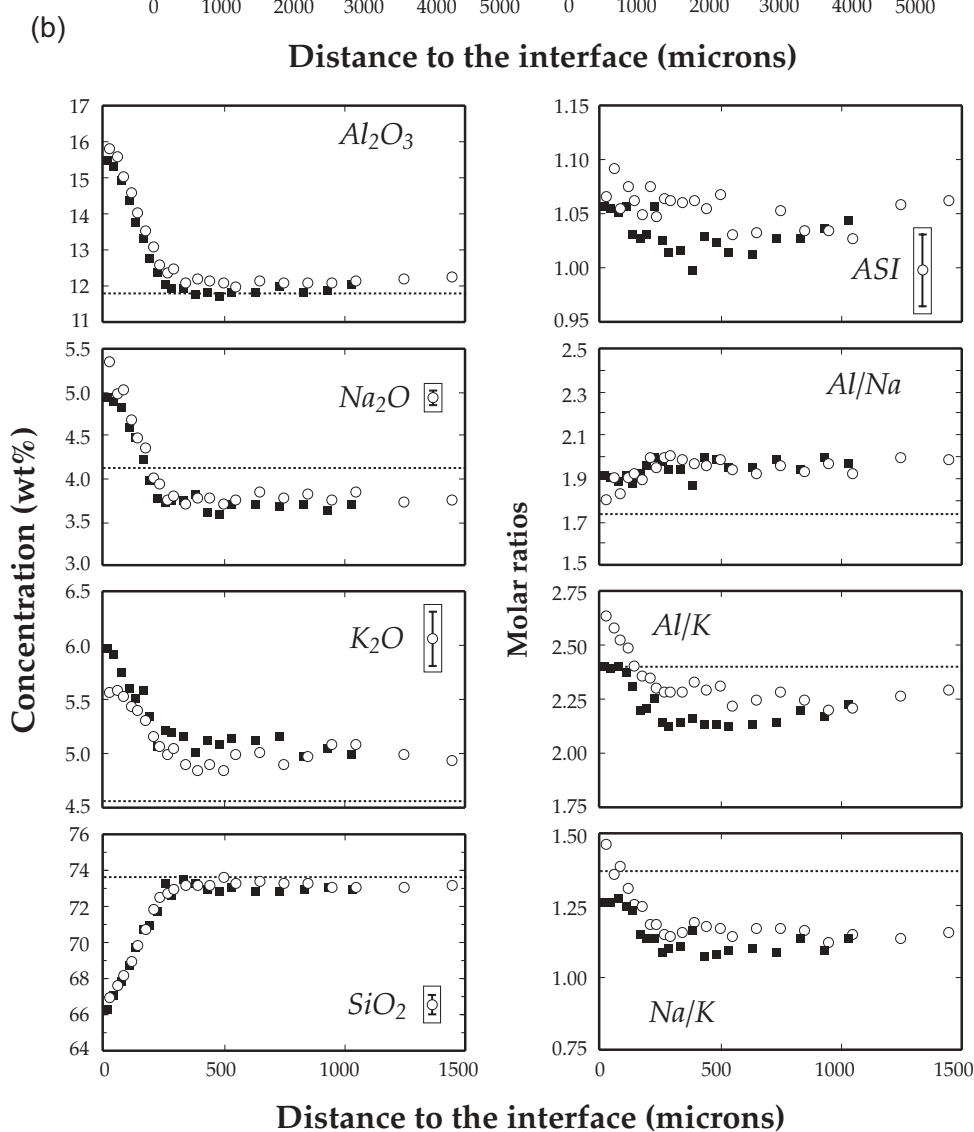 0 1000 2000 3000 4000 5000 0 1000 2000 3000 4000 5000
(b)
Distance to the interface (microns)
17
16
15
14
13
12
11
Al2O3
5.5
5.0
4.5
4.0
3.5
3.0
Na2O
6.5
6.0
5.5
5.0
4.5
K2O
76
74
72
70
68
66
64
SiO2
0 500 1000 1500
Concentration (wt%)
1.15
1.10
1.05
1.00
0.95
ASI
2.5
2.3
2.1
1.9
1.7
1.5
Al/Na
2.75
2.50
2.25
2.00
1.75
Al/K
1.50
1.25
1.00
0.75
Na/K
0 500 1000 1500
Molar ratios
Distance to the interface (microns)